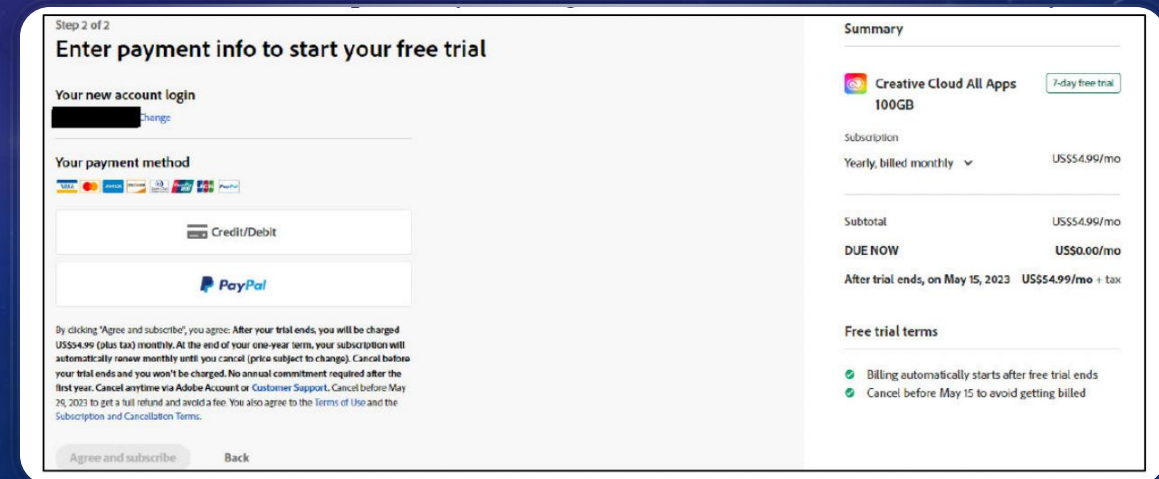 Step 2 of 2
Enter payment info to start your free trial
Your new account login
Change
Your payment method
VISA
PayPal
Credit/Debit
PayPal
By clicking "Agree and subscribe", you agree: After your trial ends, you will be charged
US$54.99 (plus tax) monthly. At the end of your one-year term, your subscription will
automatically renew monthly until you cancel (price subject to change). Cancel before
your trial ends and you won't be charged. No annual commitment required after the
first year. Cancel anytime via Adobe Account or Customer Support. Cancel before May
29, 2023 to get a full refund and avoid a fee. You also agree to the Terms of Use and the
Subscription and Cancellation Terms.
Agree and subscribe
Back
Summary
Creative Cloud All Apps
100GB
7-day free trial
Subscription
Yearly, billed monthly
US$54.99/mo
Subtotal
US$54.99/mo
DUE NOW
US$0.00/mo
After trial ends, on May 15, 2023
US$54.99/mo + tax
Free trial terms
Billing automatically starts after free trial ends
Cancel before May 15 to avoid getting billed